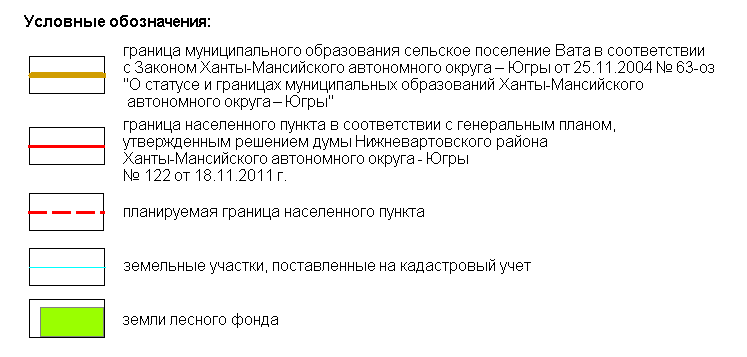 Условные обозначения:
граница муниципального образования сельское поселение Вата в соответствии
с Законом Ханты-Мансийского автономного округа – Югры от 25.11.2004 № 63-оз
"О статусе и границах муниципальных образований Ханты-Мансийского
автономного округа – Югры"
граница населенного пункта в соответствии с генеральным планом,
утвержденным решением думы Нижневартовского района
Ханты-Мансийского автономного округа - Югры
№ 122 от 18.11.2011 г.
планируемая граница населенного пункта
земельные участки, поставленные на кадастровый учет
земли лесного фонда